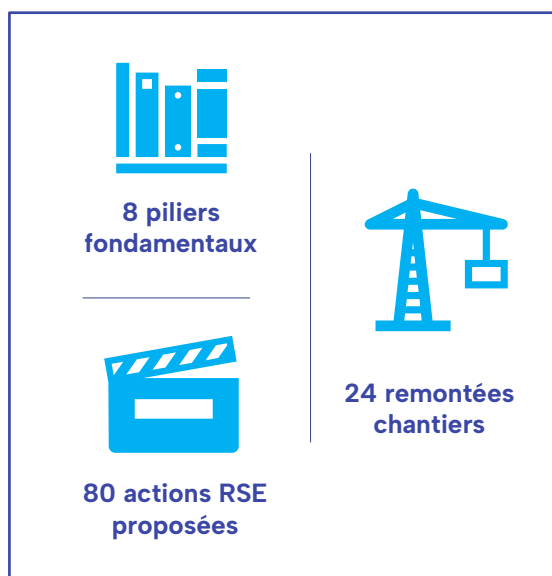 8 piliers
fondamentaux
80 actions RSE
proposées
24 remontées
chantiers